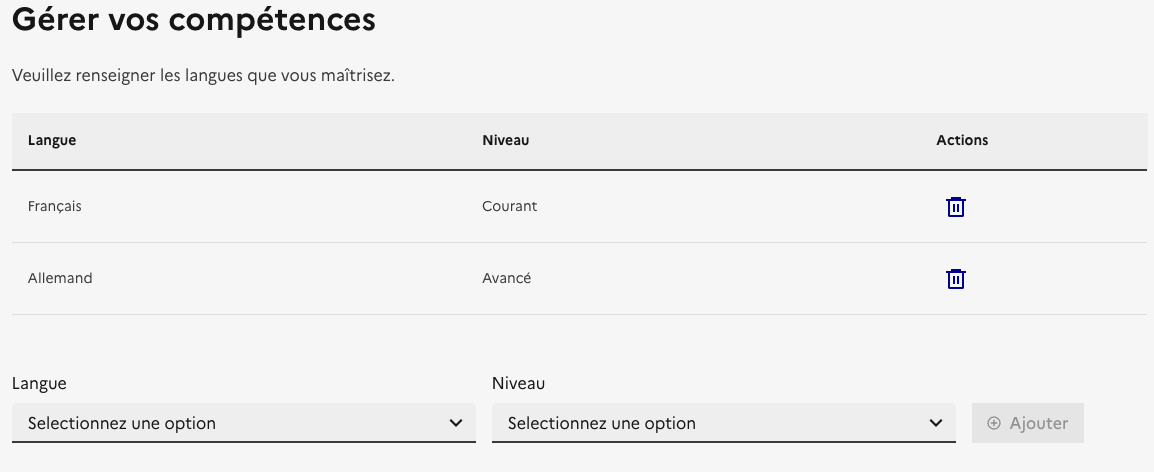 Gérer vos compétences
Veuillez renseigner les langues que vous maîtrisez.
Langue Niveau Actions
Français Courant
Allemand Avancé
Langue Niveau
Selectionnez une option Selectionnez une option Ajouter